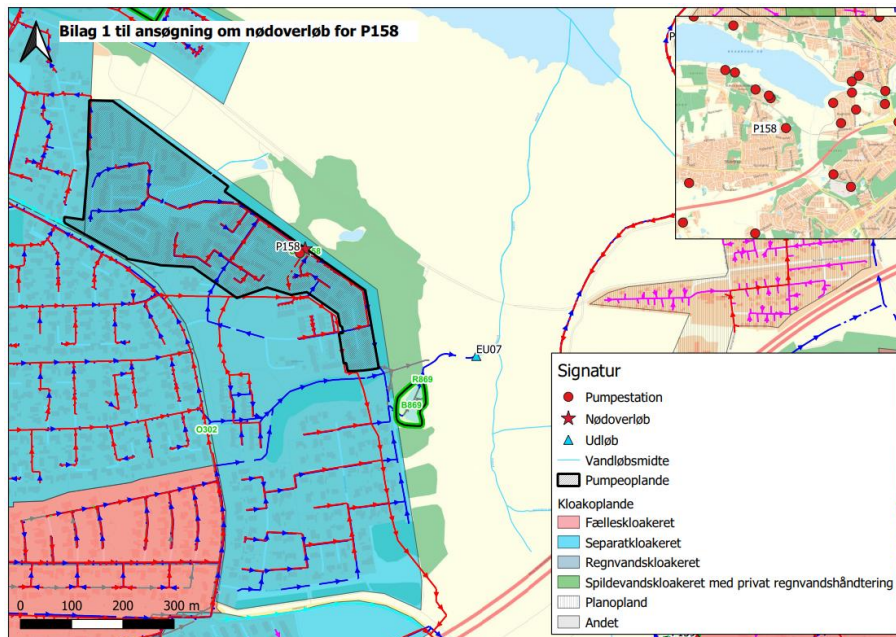 Bilag 1 til ansøgning om nødoverløb for P158
P158
P158
EU07
R869
B869
O302
0 100 200 300 m
Signatur
Pumpestation
Nødoverløb
Udløb
Vandløbsmidte
Pumpeoplande
Kloakoplande
Fælleskloakeret
Separatkloakeret
Regnvandskloakeret
Spildevandskloakeret med privat regnvandshåndtering
Planopland
Andet